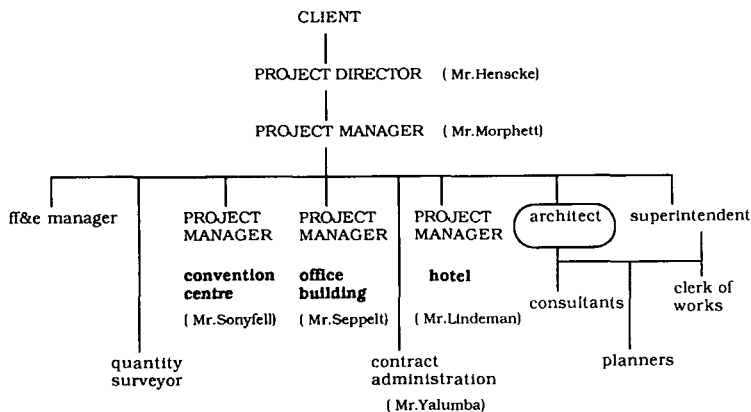 CLIENT
PROJECT DIRECTOR ( Mr.Henscke)
PROJECT MANAGER ( Mr.Morphett)
ff&e manager
PROJECT
MANAGER
convention
centre
( Mr.Sonyfell)
PROJECT
MANAGER
office
building
( Mr.Seppelt)
PROJECT
MANAGER
hotel
( Mr.Lindeman)
architect
superintendent
consultants
clerk of
works
quantity
surveyor
contract
administration
( Mr.Yalumba)
planners